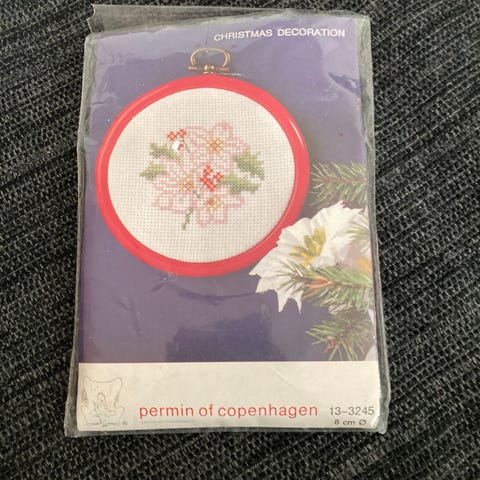 CHRISTMAS DECORATION
permin of copenhagen 13-3245
8 cm Ø